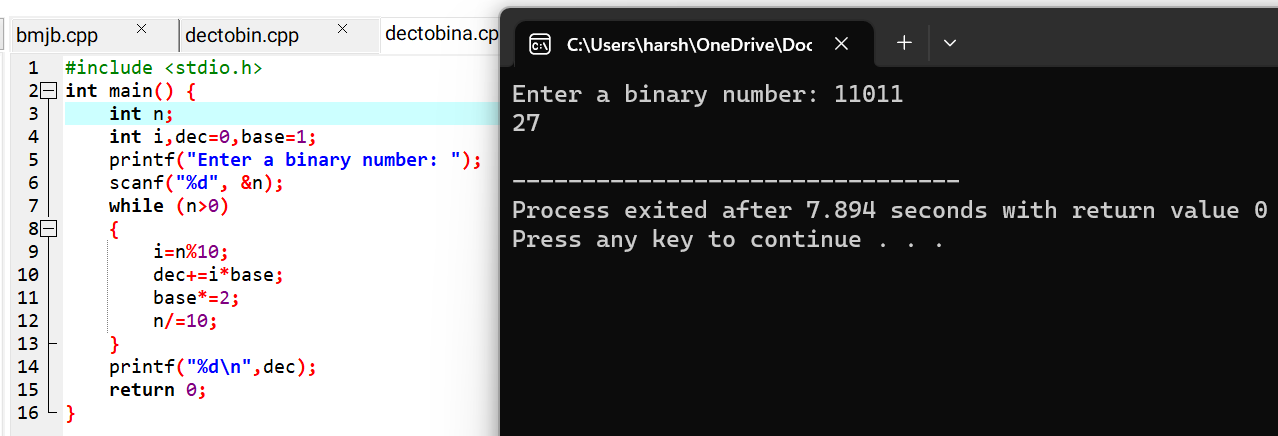 bmjb.cpp
dectobin.cpp
dectobina.cp
1 #include <stdio.h>
2 int main() {
3 int n;
4 int i,dec=0,base=1;
5 printf("Enter a binary number: ");
6 scanf("%d", &n);
7 while (n>0)
8 {
9 i=n%10;
10 dec+=i*base;
11 base*=2;
12 n/=10;
13 }
14 printf("%d\n",dec);
15 return 0;
16 }
C:\Users\harsh\OneDrive\Doc
Enter a binary number: 11011
27
--------------------------------
Process exited after 7.894 seconds with return value 0
Press any key to continue . . .